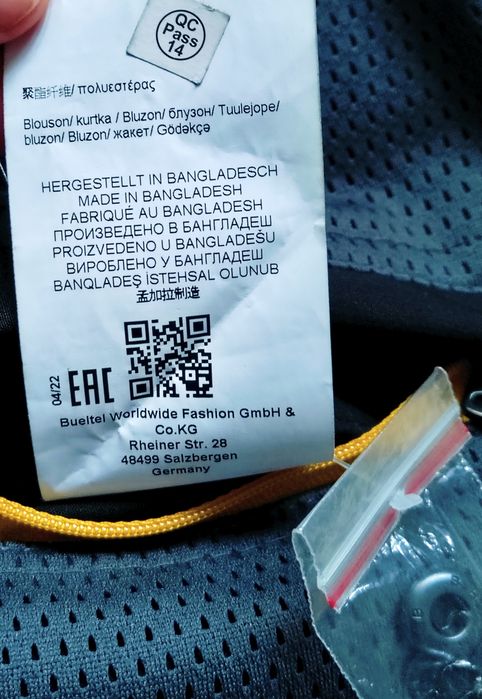 QC
Pass
14
聚酯纤维/ πολυεστέρας
Blouson/ kurtka / Bluzon/ блузон/ Tuulejope/
bluzon/ Bluzon/ жакет/ Gödəkçə
HERGESTELLT IN BANGLADESCH
MADE IN BANGLADESH
FABRIQUÉ AU BANGLADESH
ПРОИЗВЕДЕНО В БАНГЛАДЕШ
PROIZVEDENO U BANGLADEŠU
ВИРОБЛЕНО У БАНГЛАДЕШ
BANQLADEŞ İSTEHSAL OLUNUB
孟加拉制造
04/22
EAC
Bueltel Worldwide Fashion GmbH &
Co.KG
Rheiner Str. 28
48499 Salzbergen
Germany